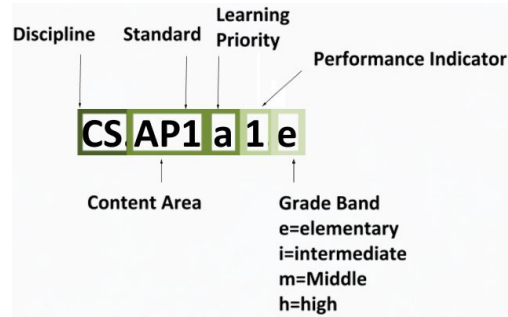 Learning
Discipline Standard Priority
Performance Indicator
CS.AP1 a 1 e
Content Area
Grade Band
e=elementary
i=intermediate
m=Middle
h=high